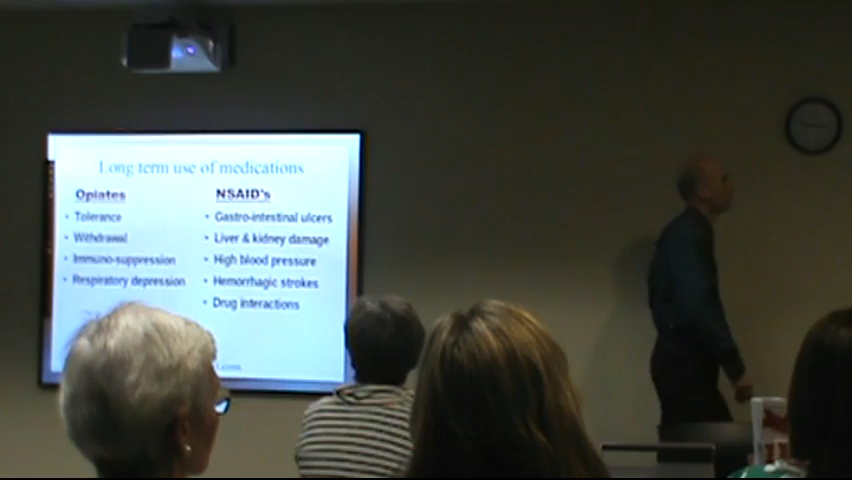 Long term use of medications
Opiates
• Tolerance
• Withdrawal
• Immuno-suppression
• Respiratory depression
NSAID's
• Gastro-intestinal ulcers
• Liver & kidney damage
• High blood pressure
• Hemorrhagic strokes
• Drug interactions